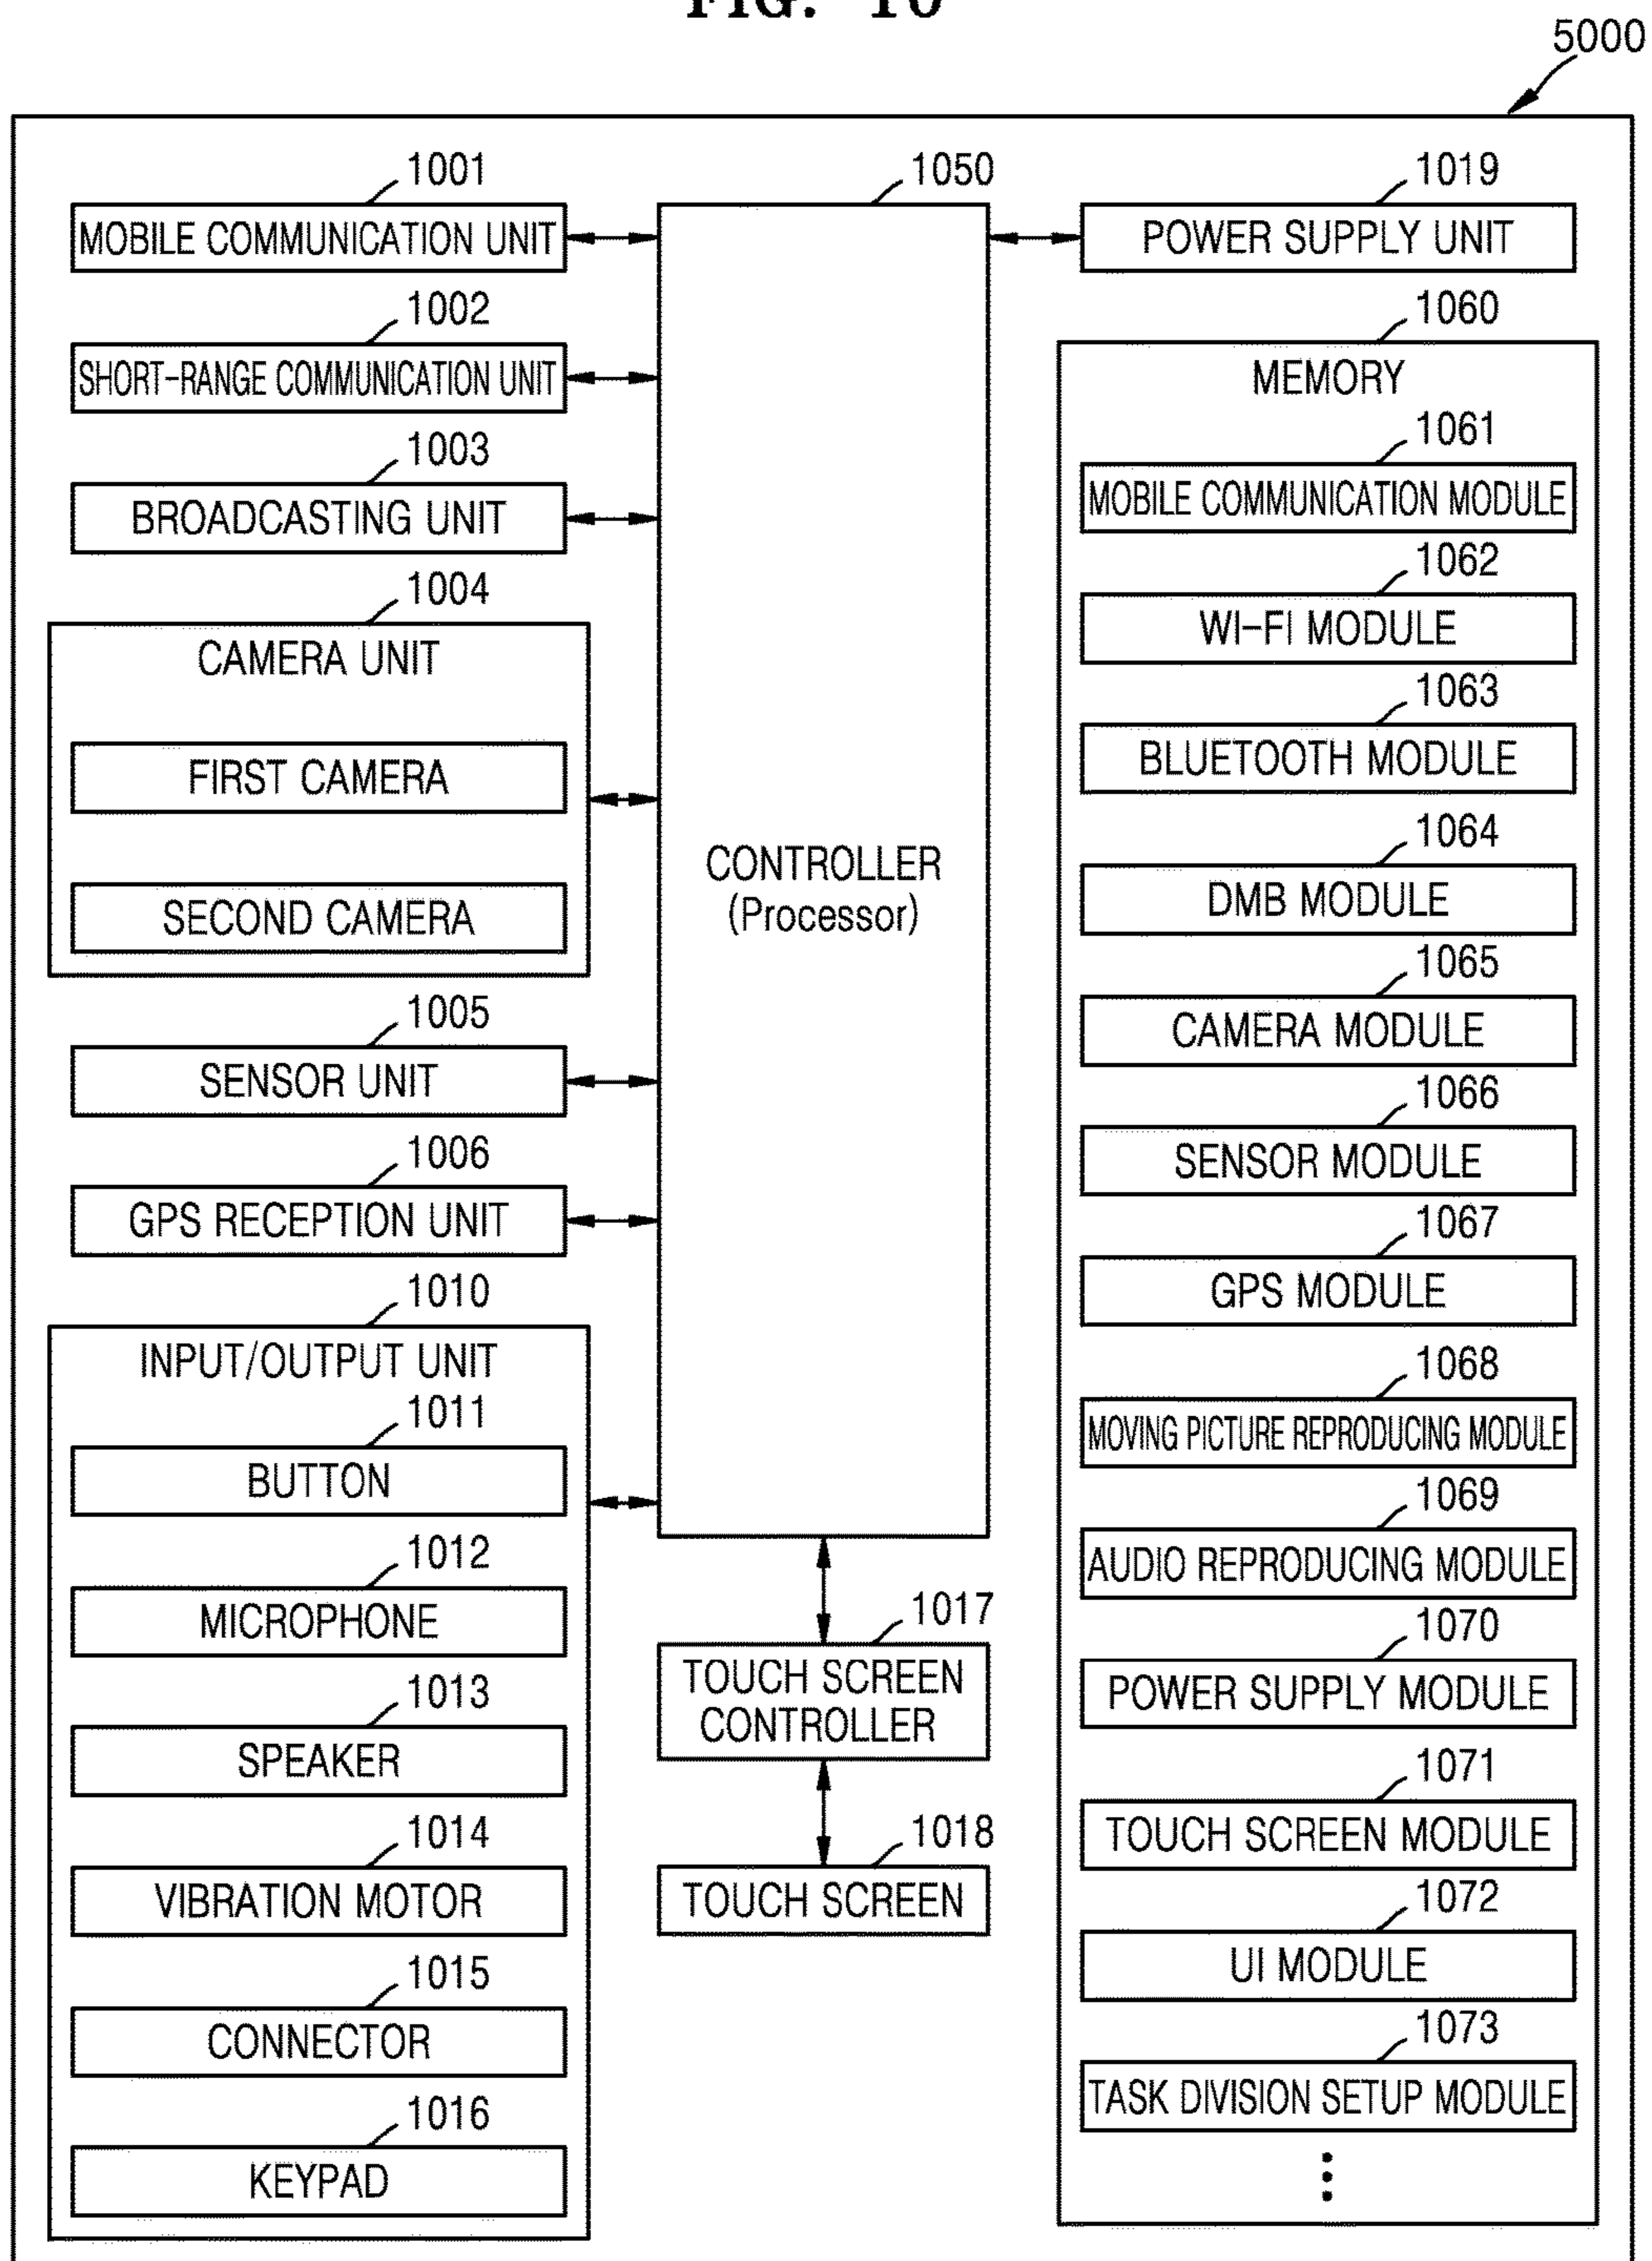 FIG. 10
5000
1001
MOBILE COMMUNICATION UNIT
1002
SHORT-RANGE COMMUNICATION UNIT
1003
BROADCASTING UNIT
1004
CAMERA UNIT
FIRST CAMERA
SECOND CAMERA
1005
SENSOR UNIT
1006
GPS RECEPTION UNIT
1010
INPUT/OUTPUT UNIT
1011
BUTTON
1012
MICROPHONE
1013
SPEAKER
1014
VIBRATION MOTOR
1015
CONNECTOR
1016
KEYPAD
1050
CONTROLLER
(Processor)
1017
TOUCH SCREEN
CONTROLLER
1018
TOUCH SCREEN
1019
POWER SUPPLY UNIT
1060
MEMORY
1061
MOBILE COMMUNICATION MODULE
1062
WI-FI MODULE
1063
BLUETOOTH MODULE
1064
DMB MODULE
1065
CAMERA MODULE
1066
SENSOR MODULE
1067
GPS MODULE
1068
MOVING PICTURE REPRODUCING MODULE
1069
AUDIO REPRODUCING MODULE
1070
POWER SUPPLY MODULE
1071
TOUCH SCREEN MODULE
1072
UI MODULE
1073
TASK DIVISION SETUP MODULE